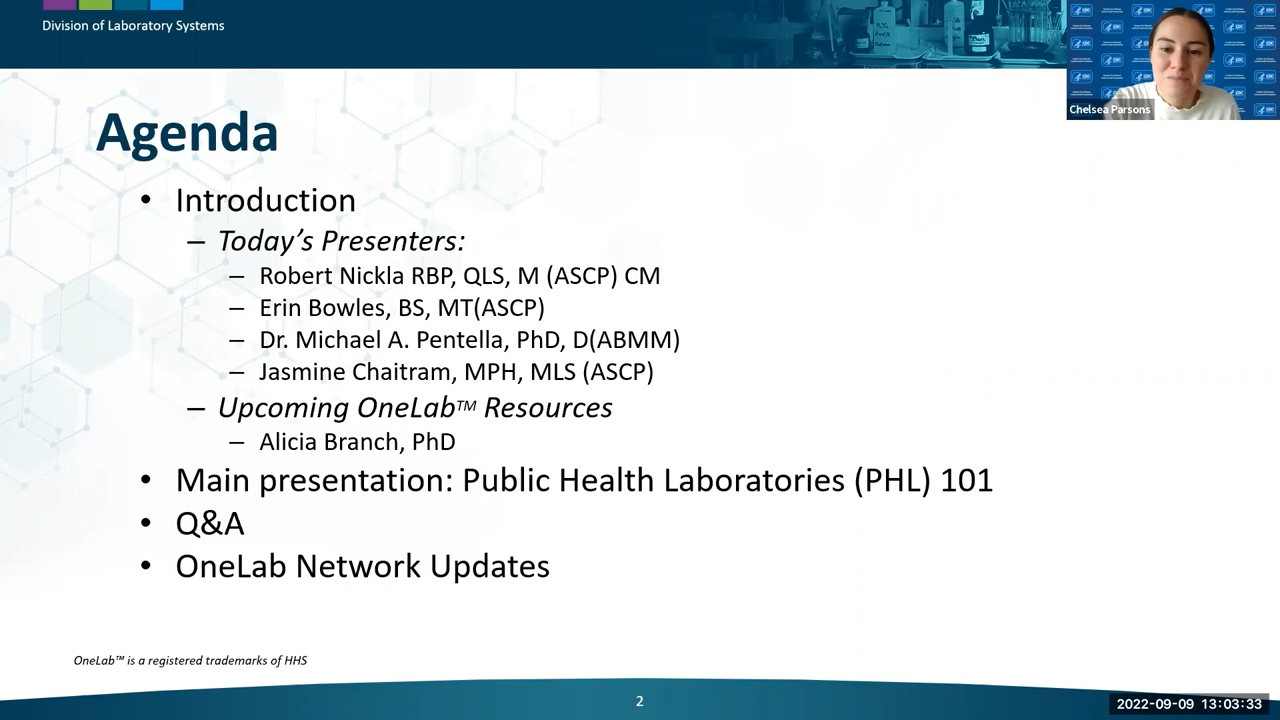 Division of Laboratory Systems
Chelsea Parsons
Agenda
• Introduction
– Today’s Presenters:
– Robert Nickla RBP, QLS, M (ASCP) CM
– Erin Bowles, BS, MT(ASCP)
– Dr. Michael A. Pentella, PhD, D(ABMM)
– Jasmine Chaitram, MPH, MLS (ASCP)
– Upcoming OneLab™ Resources
– Alicia Branch, PhD
• Main presentation: Public Health Laboratories (PHL) 101
• Q&A
• OneLab Network Updates
OneLab™ is a registered trademarks of HHS
2
2022-09-09 13:03:33